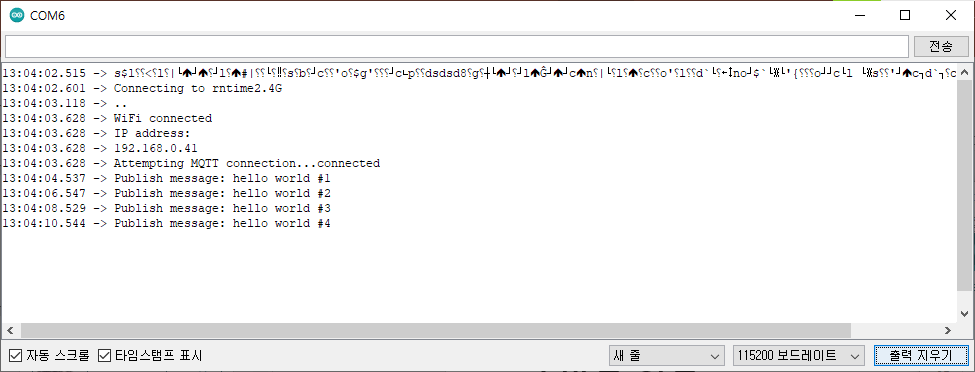 COM6
전송
13:04:02.515 ->
13:04:02.601 -> Connecting to rntime2.4G
13:04:03.118 -> ..
13:04:03.628 -> WiFi connected
13:04:03.628 -> IP address:
13:04:03.628 -> 192.168.0.41
13:04:03.628 -> Attempting MQTT connection...connected
13:04:04.537 -> Publish message: hello world #1
13:04:06.547 -> Publish message: hello world #2
13:04:08.529 -> Publish message: hello world #3
13:04:10.544 -> Publish message: hello world #4
자동 스크롤 타임스탬프 표시 새 줄 115200 보드레이트 출력 지우기